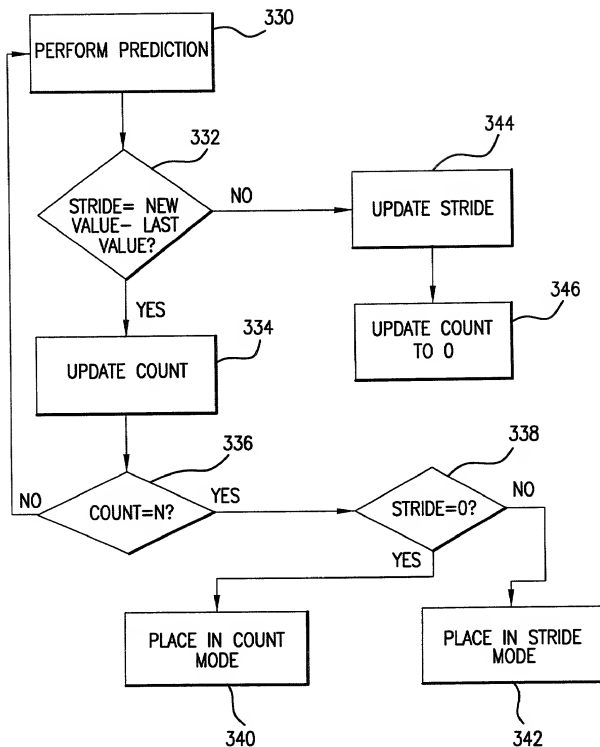 330
PERFORM PREDICTION
332
STRIDE= NEW
VALUE- LAST
VALUE?
NO
344
UPDATE STRIDE
YES
346
UPDATE COUNT
TO 0
334
UPDATE COUNT
336
COUNT=N?
NO
YES
338
STRIDE=0?
NO
YES
PLACE IN COUNT
MODE
340
PLACE IN STRIDE
MODE
342